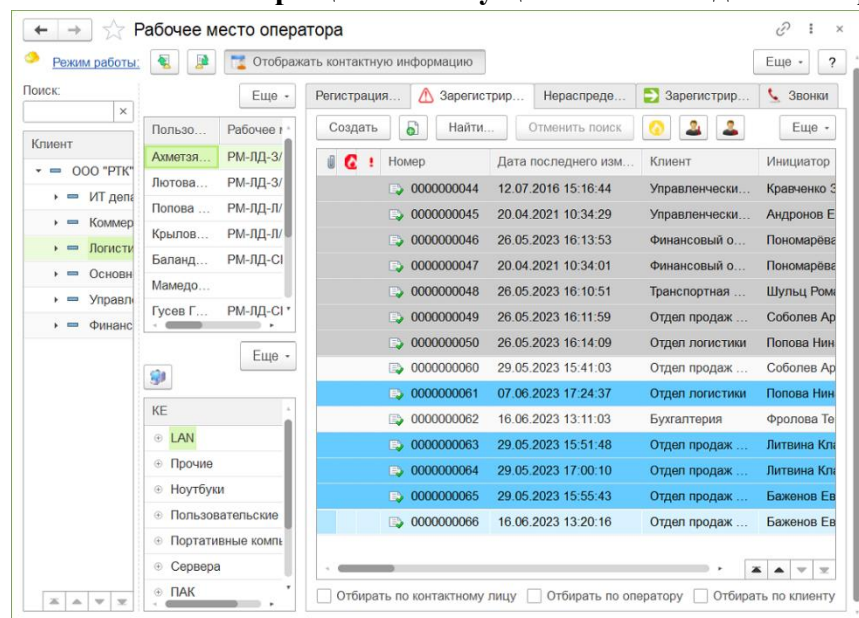 Рабочее место оператора
Режим работы:
Отображать контактную информацию
Еще
?
Поиск:
×
Клиент
ООО "РТК"
ИТ депа
Коммер
Логисти
Основн
Управл
Финанс
Еще
Пользо... Рабочее м
Ахметзя... РМ-ЛД-3/
Лютова... РМ-ЛД-3/
Попова ... РМ-ЛД-Л/
Крылов... РМ-ЛД-Л/
Баланд... РМ-ЛД-СІ
Мамедо...
Гусев Г... РМ-ЛД-СІ
Еще
КЕ
LAN
Прочие
Ноутбуки
Пользовательские
Портативные компь
Сервера
ПАК
Регистрация... Зарегистрир... Нераспреде... Зарегистрир... Звонки
Создать Найти... Отменить поиск Еще
Номер Дата последнего изм... Клиент Инициатор
0000000044 12.07.2016 15:16:44 Управленчески... Кравченко З
0000000045 20.04.2021 10:34:29 Управленчески... Андронов Е
0000000046 26.05.2023 16:13:53 Финансовый о... Пономарёва
0000000047 20.04.2021 10:34:01 Финансовый о... Пономарёва
0000000048 26.05.2023 16:10:51 Транспортная ... Шульц Рома
0000000049 26.05.2023 16:11:59 Отдел продаж ... Соболев Ар
0000000050 26.05.2023 16:14:09 Отдел логистики Попова Нин
0000000060 29.05.2023 15:41:03 Отдел продаж ... Соболев Ар
0000000061 07.06.2023 17:24:37 Отдел логистики Попова Нин
0000000062 16.06.2023 13:11:03 Бухгалтерия Фролова Те
0000000063 29.05.2023 15:51:48 Отдел продаж ... Литвина Кла
0000000064 29.05.2023 17:00:10 Отдел продаж ... Литвина Кла
0000000065 29.05.2023 15:55:43 Отдел продаж ... Баженов Ев
0000000066 16.06.2023 13:20:16 Отдел продаж ... Баженов Ев
Отбирать по контактному лицу Отбирать по оператору Отбирать по клиенту